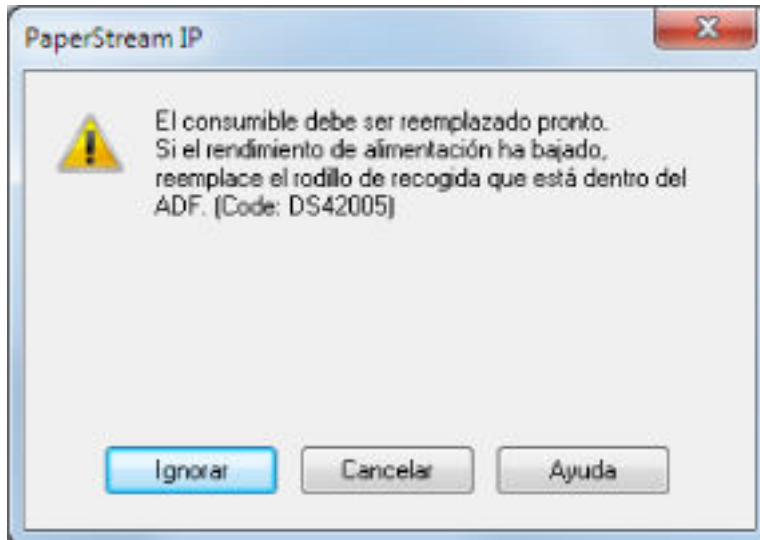 PaperStream IP
El consumible debe ser reemplazado pronto.
Si el rendimiento de alimentación ha bajado,
reemplace el rodillo de recogida que está dentro del
ADF. (Code: DS42005)
Ignorar
Cancelar
Ayuda